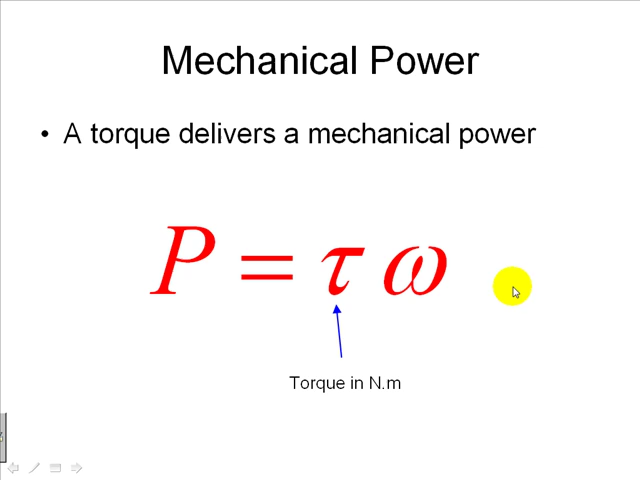 Mechanical Power
• A torque delivers a mechanical power
P = τ ω
Torque in N.m